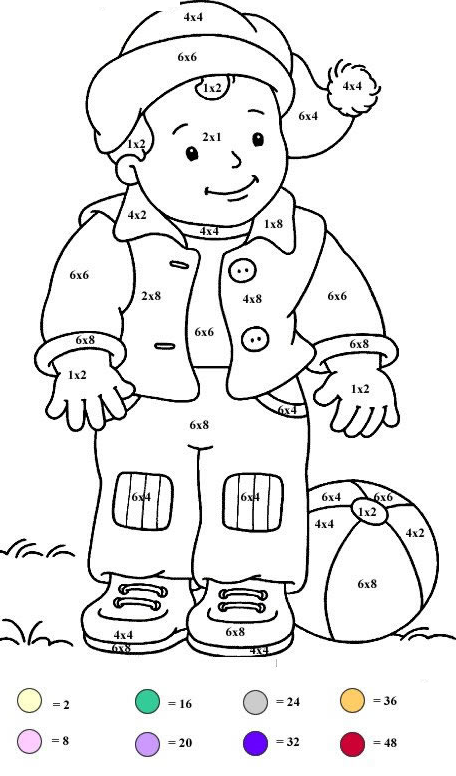 4x4
6x6
1x2
4x4
6x4
1x2
2x1
4x2
4x4
1x8
6x6
2x8
4x8
6x6
6x6
6x8
6x8
1x2
1x2
6x4
6x8
6x4
6x4
6x4
6x6
1x2
4x4
4x2
6x8
4x4
6x8
6x8
4x4
= 2
= 16
= 24
= 36
= 8
= 20
= 32
= 48